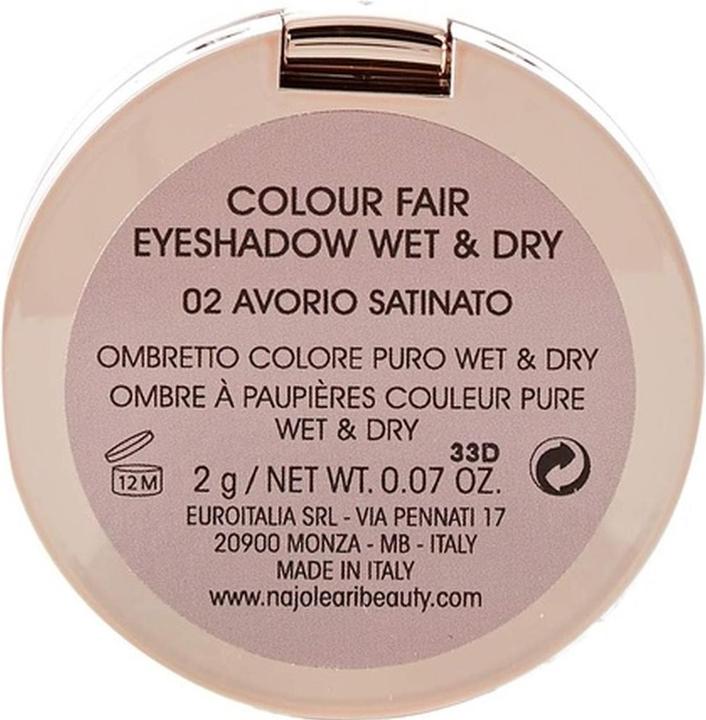 COLOUR FAIR
EYESHADOW WET & DRY
02 AVORIO SATINATO
OMBRETTO COLORE PURO WET & DRY
OMBRE À PAUPIÈRES COULEUR PURE
WET & DRY
33D
12 M
2 g / NET WT. 0.07 OZ.
EUROITALIA SRL - VIA PENNATI 17
20900 MONZA - MB - ITALY
MADE IN ITALY
www.najolearibeauty.com